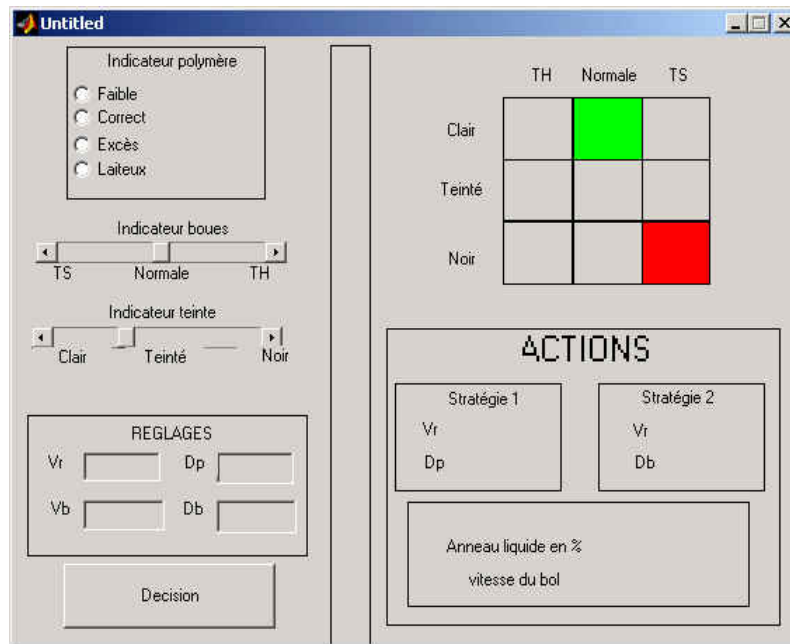 Untitled
Indicateur polymère
Faible
Correct
Excès
Laiteux
Indicateur boues
TS Normale TH
Indicateur teinte
Clair Teinté Noir
REGLAGES
Vr Dp
Vb Db
Decision
TH Normale TS
Clair
Teinté
Noir
ACTIONS
Stratégie 1
Vr
Dp
Stratégie 2
Vr
Db
Anneau liquide en %
vitesse du bol